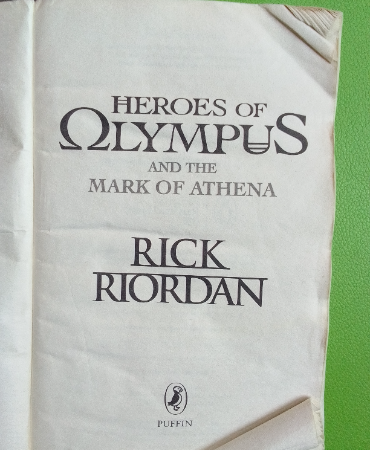 HEROES OF
OLYMPUS
AND THE
MARK OF ATHENA
RICK
RIORDAN
PUFFIN